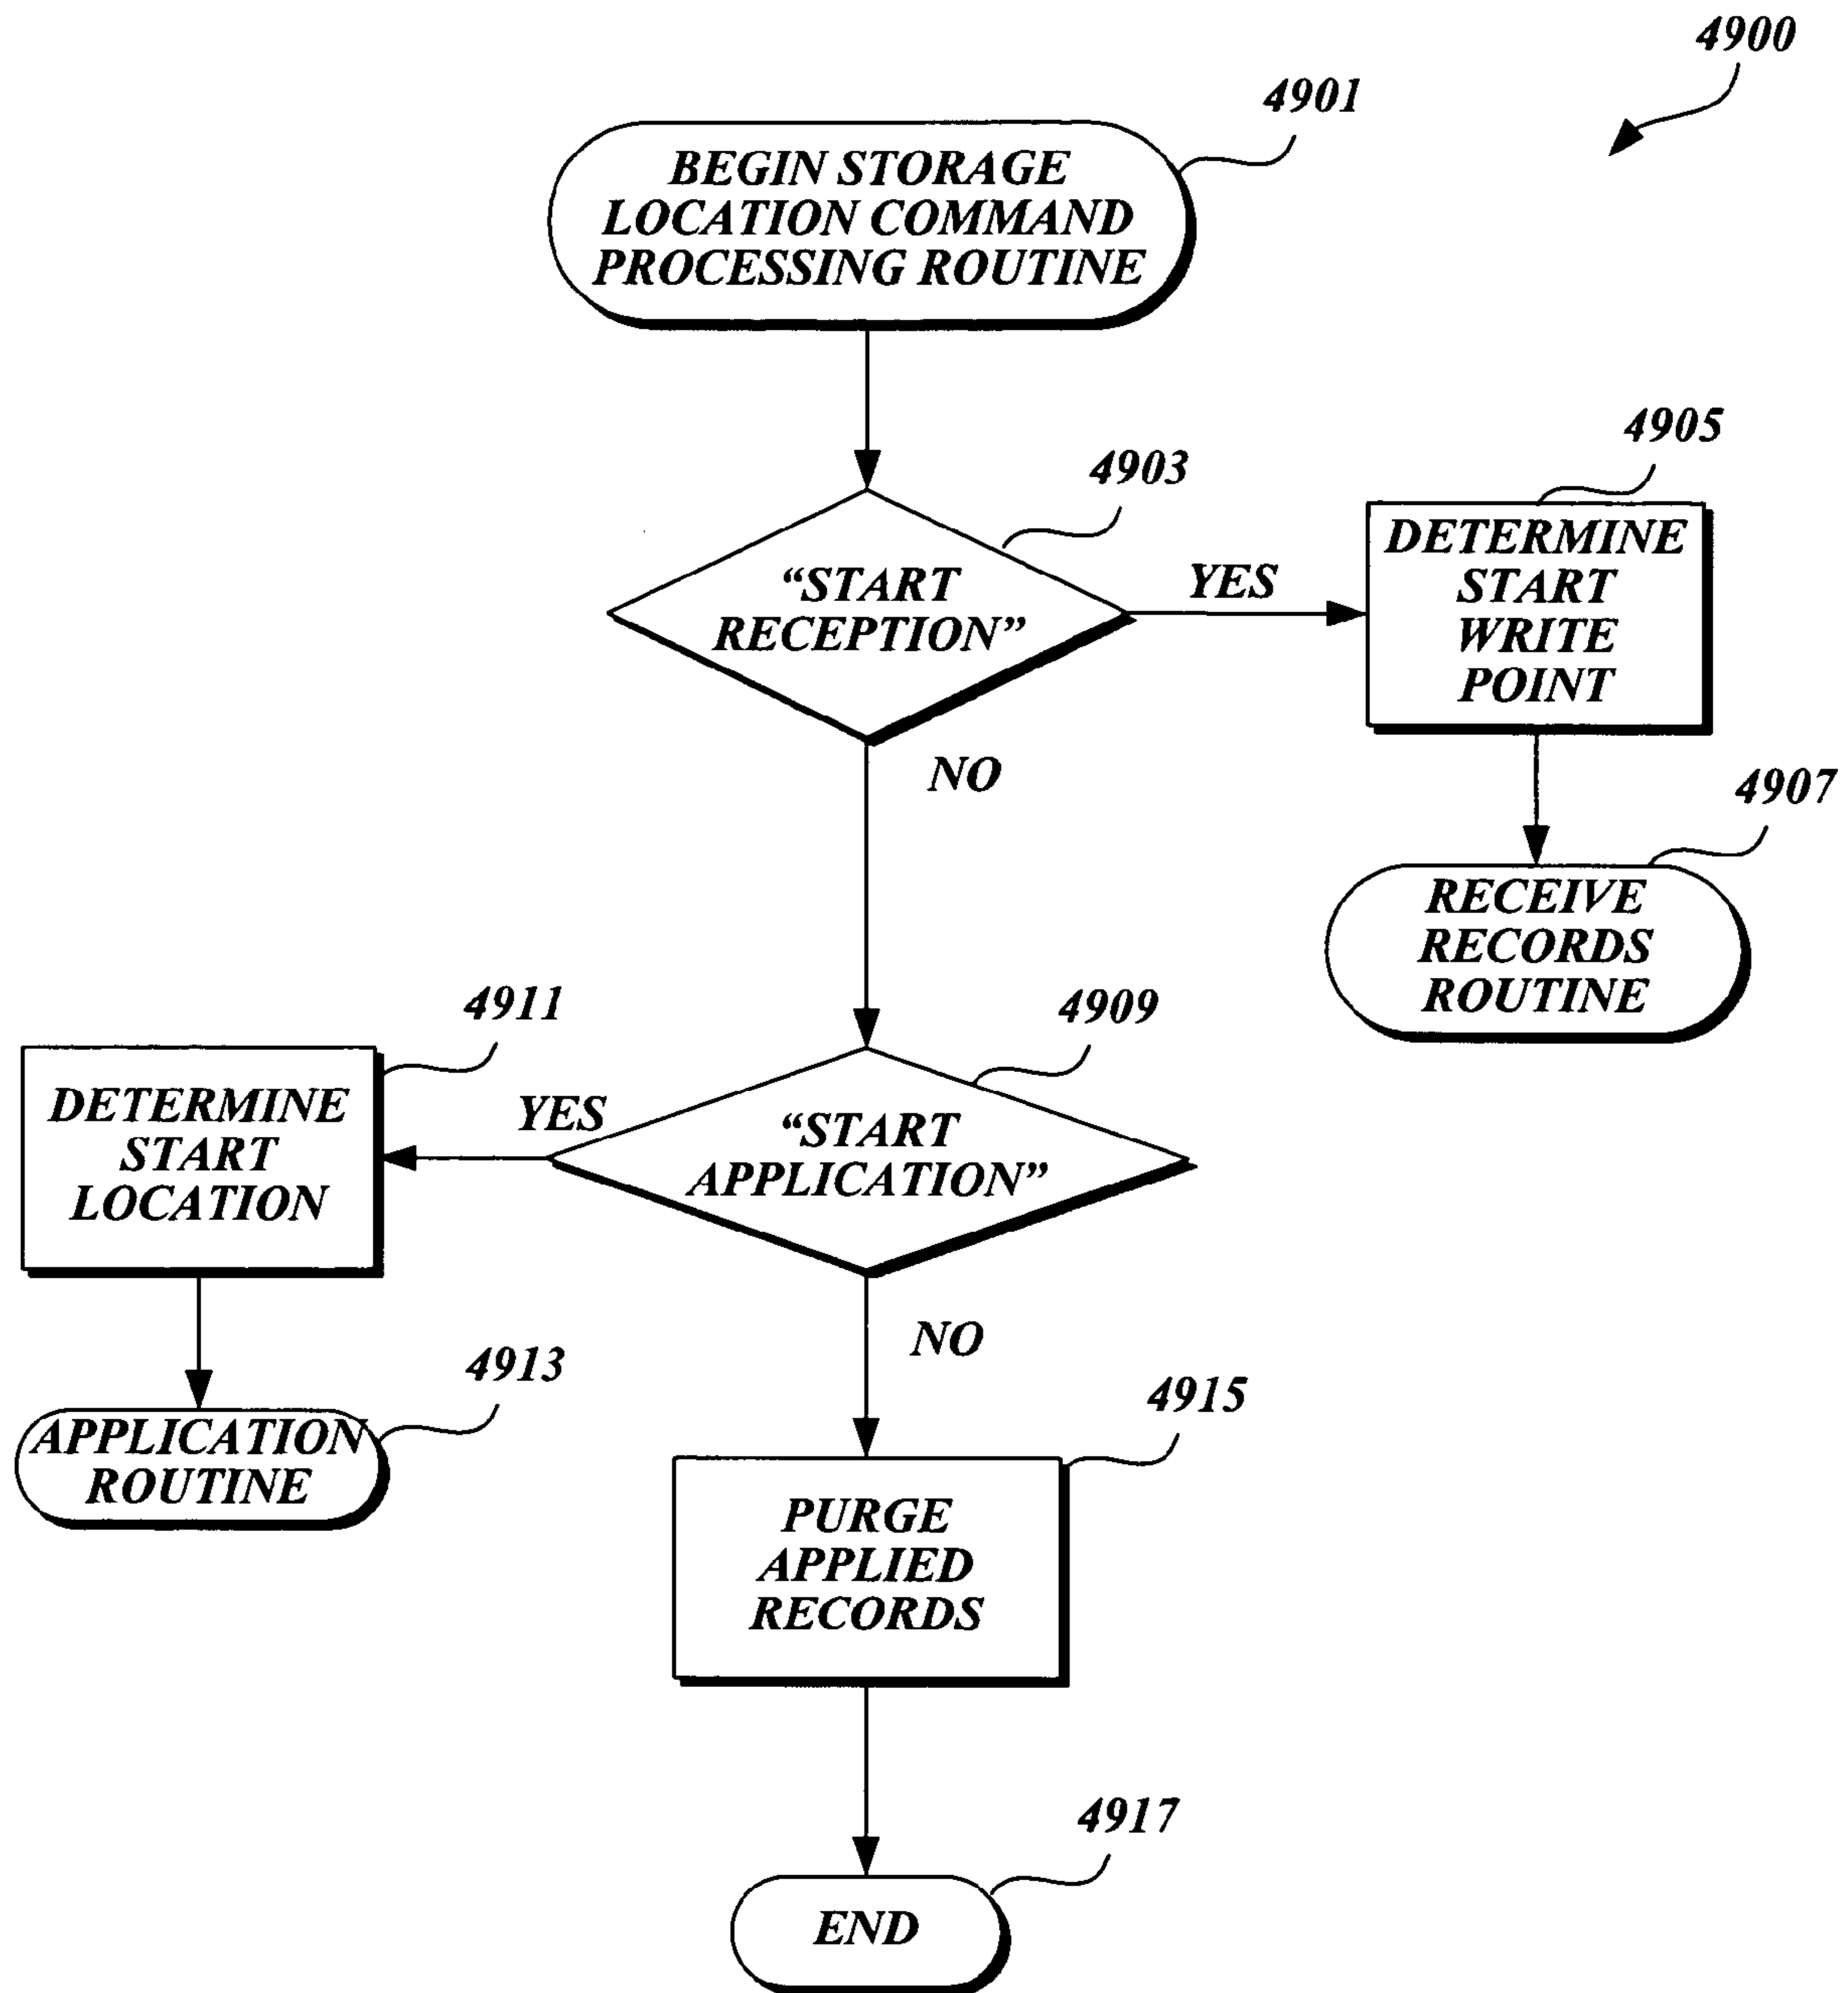 4900
4901
BEGIN STORAGE
LOCATION COMMAND
PROCESSING ROUTINE
4903
“START
RECEPTION”
YES
4905
DETERMINE
START
WRITE
POINT
NO
4907
RECEIVE
RECORDS
ROUTINE
4909
“START
APPLICATION”
YES
4911
DETERMINE
START
LOCATION
4913
APPLICATION
ROUTINE
NO
4915
PURGE
APPLIED
RECORDS
4917
END